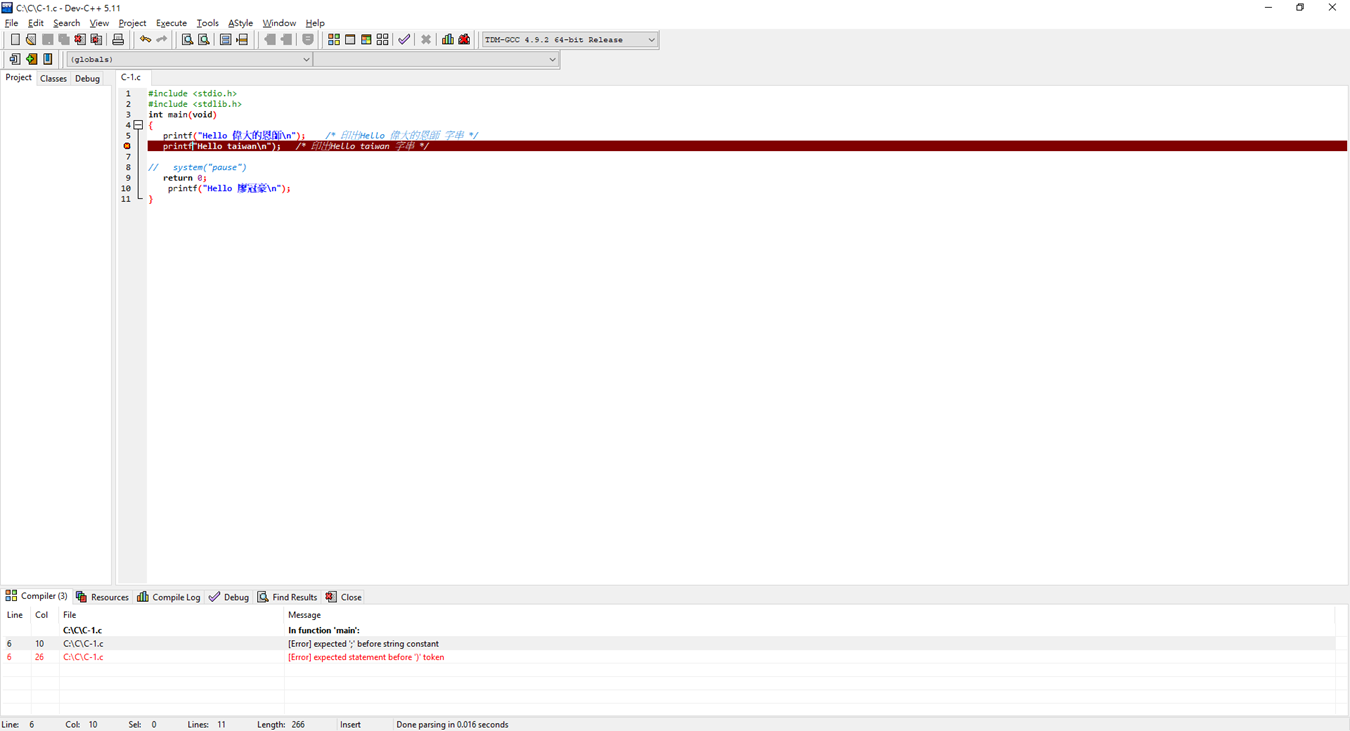 C:\C\C-1.c - Dev-C++ 5.11
File Edit Search View Project Execute Tools AStyle Window Help
TDM-GCC 4.9.2 64-bit Release
(globals)
Project Classes Debug C-1.c
1 #include <stdio.h>
2 #include <stdlib.h>
3 int main(void)
4 {
5 printf("Hello 偉大的恩師\n"); /* 印出Hello 偉大的恩師 字串 */
printf"Hello taiwan\n"); /* 印出Hello taiwan 字串 */
7
8 // system("pause")
9 return 0;
10 printf("Hello 廖冠豪\n");
11 }
Compiler (3) Resources Compile Log Debug Find Results Close
Line Col File Message
C:\C\C-1.c In function 'main':
6 10 C:\C\C-1.c [Error] expected ';' before string constant
6 26 C:\C\C-1.c [Error] expected statement before ')' token
Line: 6 Col: 10 Sel: 0 Lines: 11 Length: 266 Insert Done parsing in 0.016 seconds